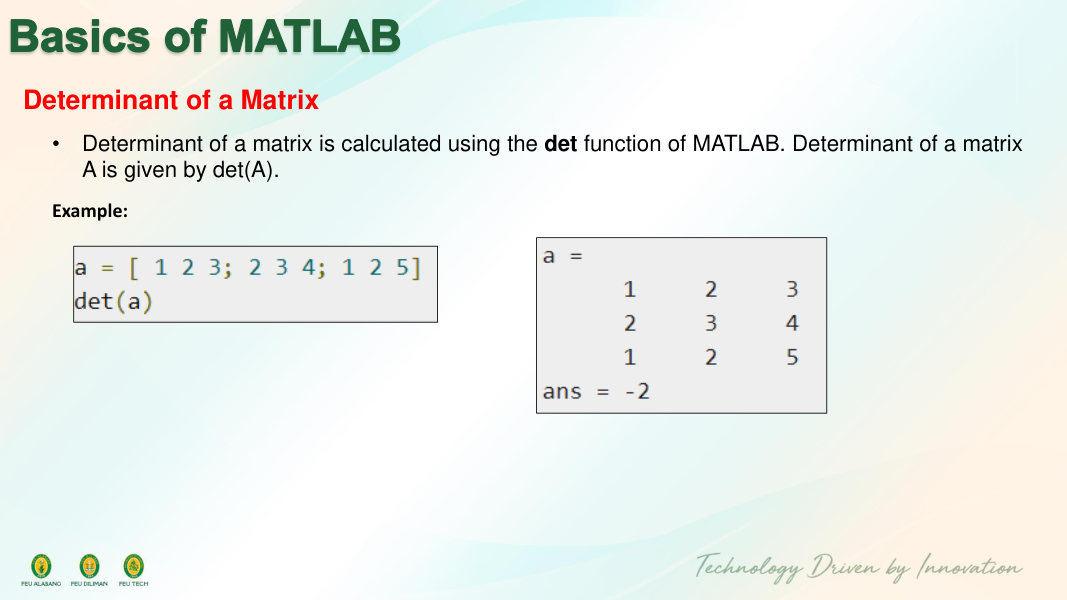 Basics of MATLAB
Determinant of a Matrix
• Determinant of a matrix is calculated using the det function of MATLAB. Determinant of a matrix
A is given by det(A).
Example:
a = [ 1 2 3; 2 3 4; 1 2 5]
det(a)
a =
1 2 3
2 3 4
1 2 5
ans = -2
FEU ALABANG FEU DILIMAN FEU TECH
Technology Driven by Innovation